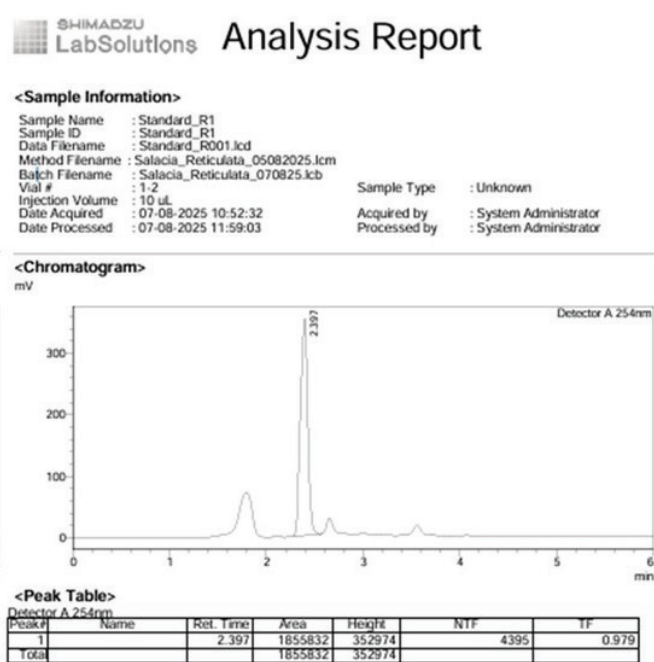 SHIMADZU
LabSolutions Analysis Report
<Sample Information>
Sample Name : Standard_R1
Sample ID : Standard_R1
Data Filename : Standard_R001.lcd
Method Filename : Salacia_Reticulata_05082025.lcm
Batch Filename : Salacia_Reticulata_070825.lcb
Vial # : 1-2 Sample Type : Unknown
Injection Volume : 10 uL
Date Acquired : 07-08-2025 10:52:32 Acquired by : System Administrator
Date Processed : 07-08-2025 11:59:03 Processed by : System Administrator
<Chromatogram>
mV
Detector A 254nm
2.397
300
200
100
0
0 1 2 3 4 5 6
min
<Peak Table>
Detector A 254nm
Peak# Name Ret. Time Area Height NTF TF
1 2.397 1855832 352974 4395 0.979
Total 1855832 352974